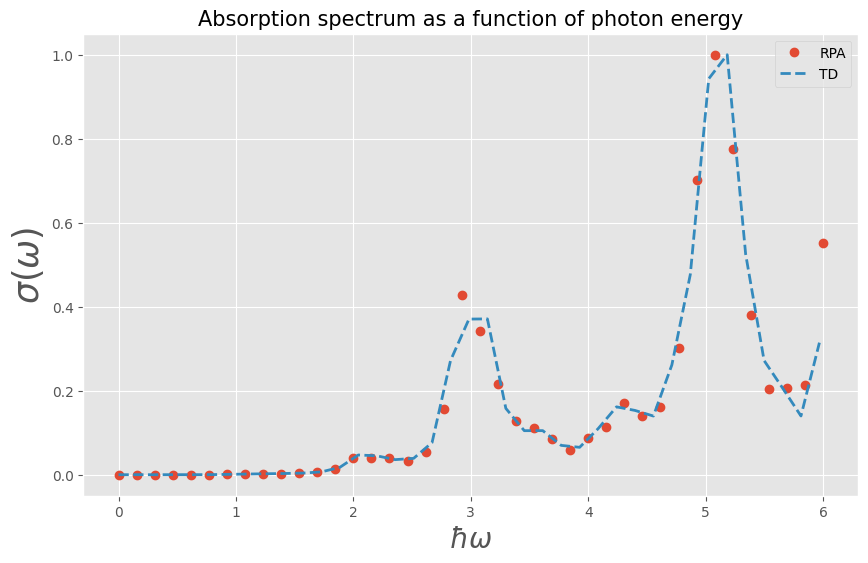 Absorption spectrum as a function of photon energy
RPA
TD
σ(ω)
1.0
0.8
0.6
0.4
0.2
0.0
0 1 2 3 4 5 6
ħω